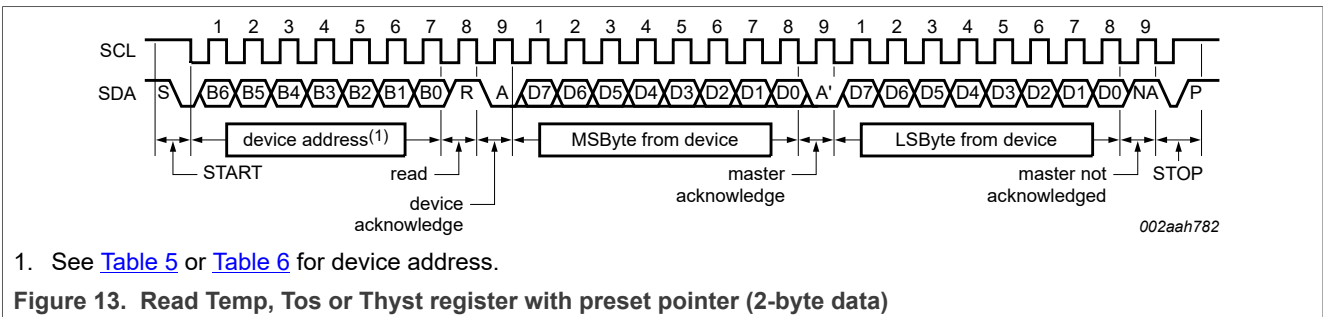 1 2 3 4 5 6 7 8 9 1 2 3 4 5 6 7 8 9 1 2 3 4 5 6 7 8 9
SCL
SDA S B6 B5 B4 B3 B2 B1 B0 R A D7 D6 D5 D4 D3 D2 D1 D0 A' D7 D6 D5 D4 D3 D2 D1 D0 NA P
device address(1) MSByte from device LSByte from device
START read master master not STOP
acknowledge acknowledged
device
acknowledge
002aah782
1. See Table 5 or Table 6 for device address.
Figure 13. Read Temp, Tos or Thyst register with preset pointer (2-byte data)